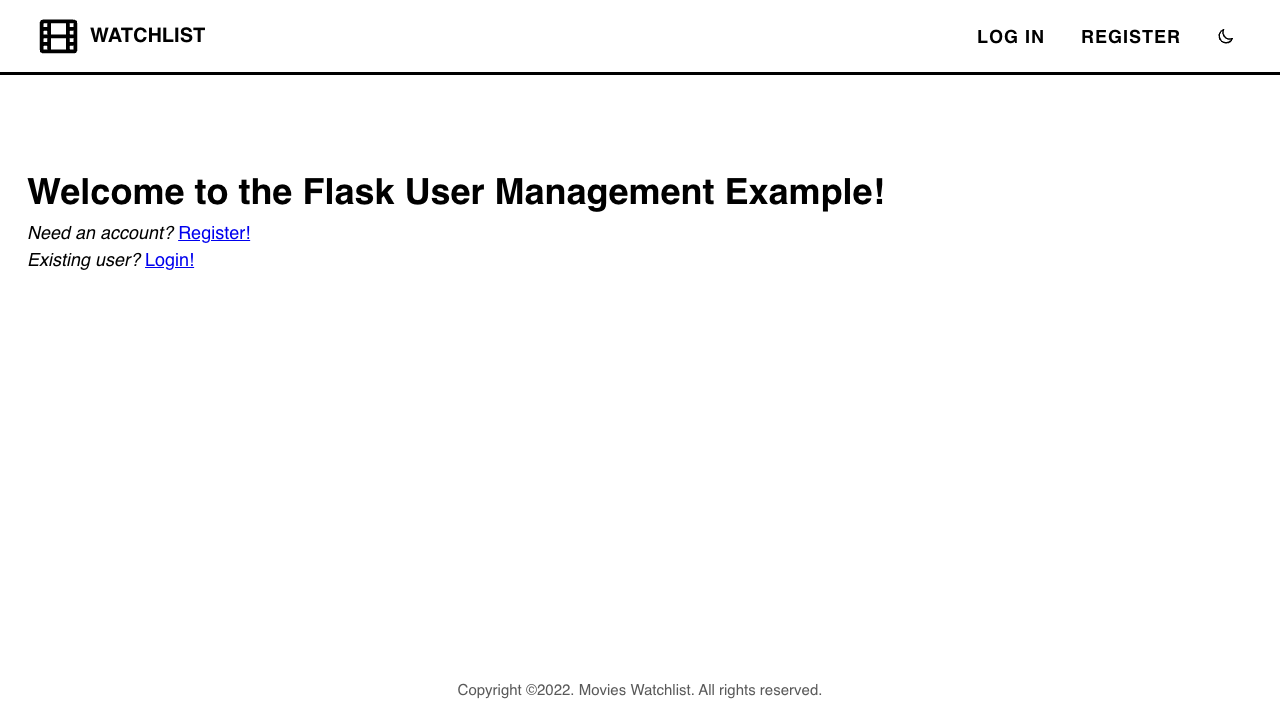 WATCHLIST
LOG IN
REGISTER
Welcome to the Flask User Management Example!
Need an account? Register!
Existing user? Login!
Copyright ©2022. Movies Watchlist. All rights reserved.